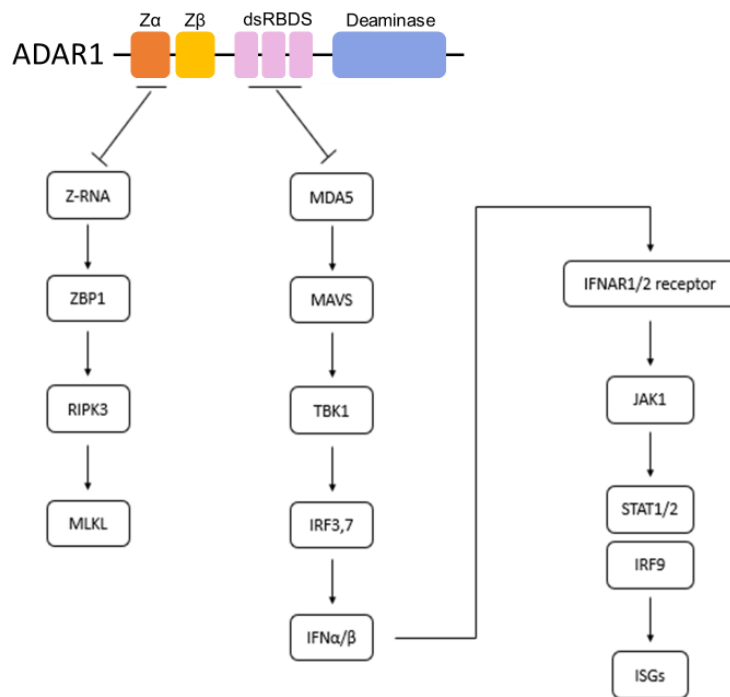 Zα Zβ dsRBDS Deaminase
ADAR1
Z-RNA
ZBP1
RIPK3
MLKL
MDA5
MAVS
TBK1
IRF3,7
IFNα/β
IFNAR1/2 receptor
JAK1
STAT1/2
IRF9
ISGs